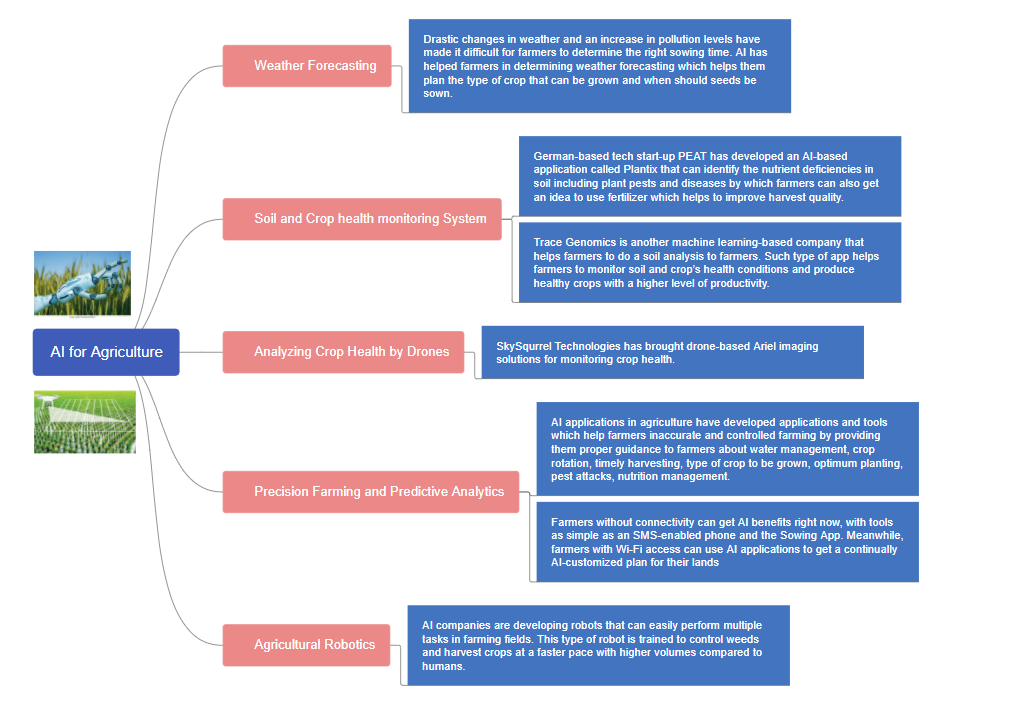 Weather Forecasting
Drastic changes in weather and an increase in pollution levels have
made it difficult for farmers to determine the right sowing time. AI has
helped farmers in determining weather forecasting which helps them
plan the type of crop that can be grown and when should seeds be
sown.
Soil and Crop health monitoring System
German-based tech start-up PEAT has developed an AI-based
application called Plantix that can identify the nutrient deficiencies in
soil including plant pests and diseases by which farmers can also get
an idea to use fertilizer which helps to improve harvest quality.
Trace Genomics is another machine learning-based company that
helps farmers to do a soil analysis to farmers. Such type of app helps
farmers to monitor soil and crop's health conditions and produce
healthy crops with a higher level of productivity.
AI for Agriculture
Analyzing Crop Health by Drones
SkySqurrel Technologies has brought drone-based Ariel imaging
solutions for monitoring crop health.
Precision Farming and Predictive Analytics
AI applications in agriculture have developed applications and tools
which help farmers inaccurate and controlled farming by providing
them proper guidance to farmers about water management, crop
rotation, timely harvesting, type of crop to be grown, optimum planting,
pest attacks, nutrition management.
Farmers without connectivity can get AI benefits right now, with tools
as simple as an SMS-enabled phone and the Sowing App. Meanwhile,
farmers with Wi-Fi access can use AI applications to get a continually
AI-customized plan for their lands
Agricultural Robotics
AI companies are developing robots that can easily perform multiple
tasks in farming fields. This type of robot is trained to control weeds
and harvest crops at a faster pace with higher volumes compared to
humans.